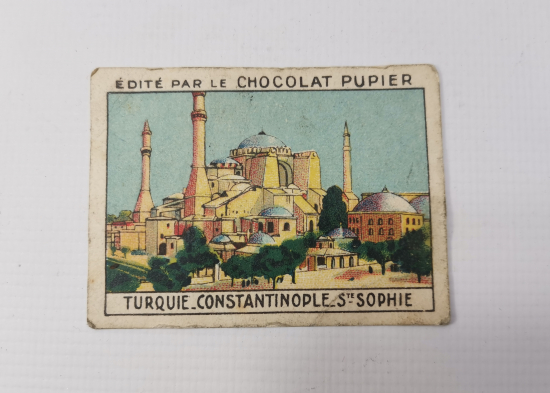 ÉDITÉ PAR LE CHOCOLAT PUPIER
TURQUIE_CONSTANTINOPLE_STE SOPHIE